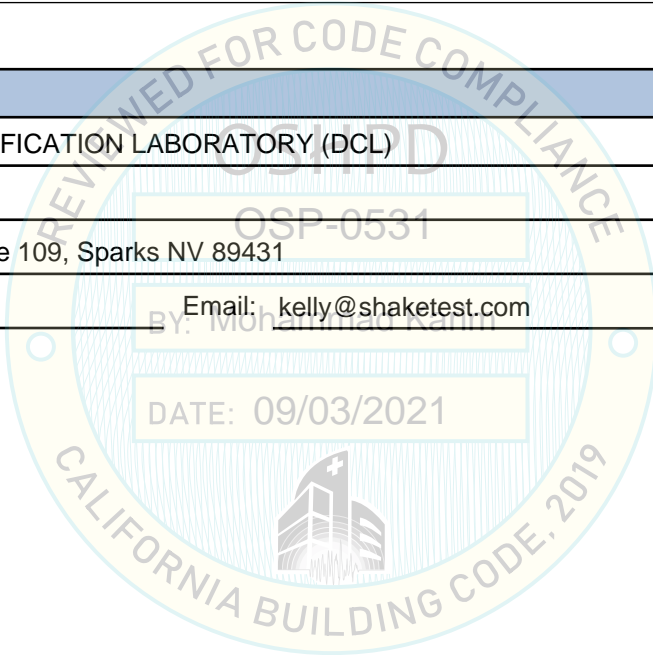 REVIEWED FOR CODE COMPLIANCE
FICATION LABORATORY (DCL)
OSHPD
OSP-0531
e 109, Sparks NV 89431
Email: kelly@shaketest.com
BY: Mohammad Karim
DATE: 09/03/2021
CALIFORNIA BUILDING CODE, 2019